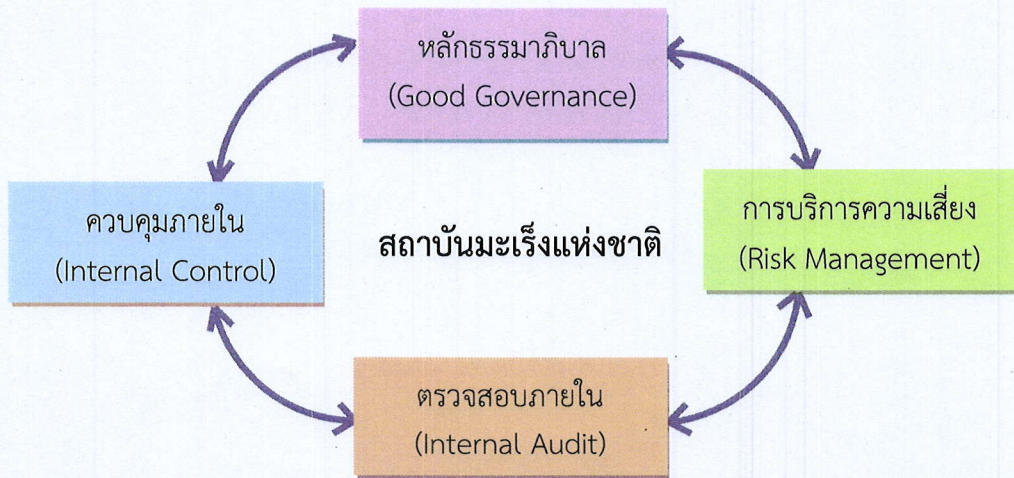 หลักธรรมาภิบาล
(Good Governance)
ควบคุมภายใน
(Internal Control)
สถาบันมะเร็งแห่งชาติ
การบริการความเสี่ยง
(Risk Management)
ตรวจสอบภายใน
(Internal Audit)